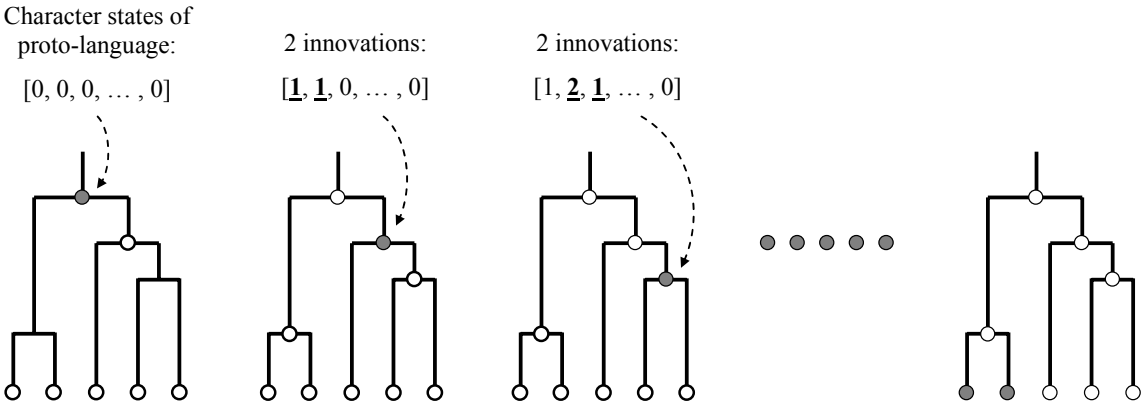 Character states of
proto-language:
[0, 0, 0, … , 0]
2 innovations:
[1, 1, 0, … , 0]
2 innovations:
[1, 2, 1, … , 0]